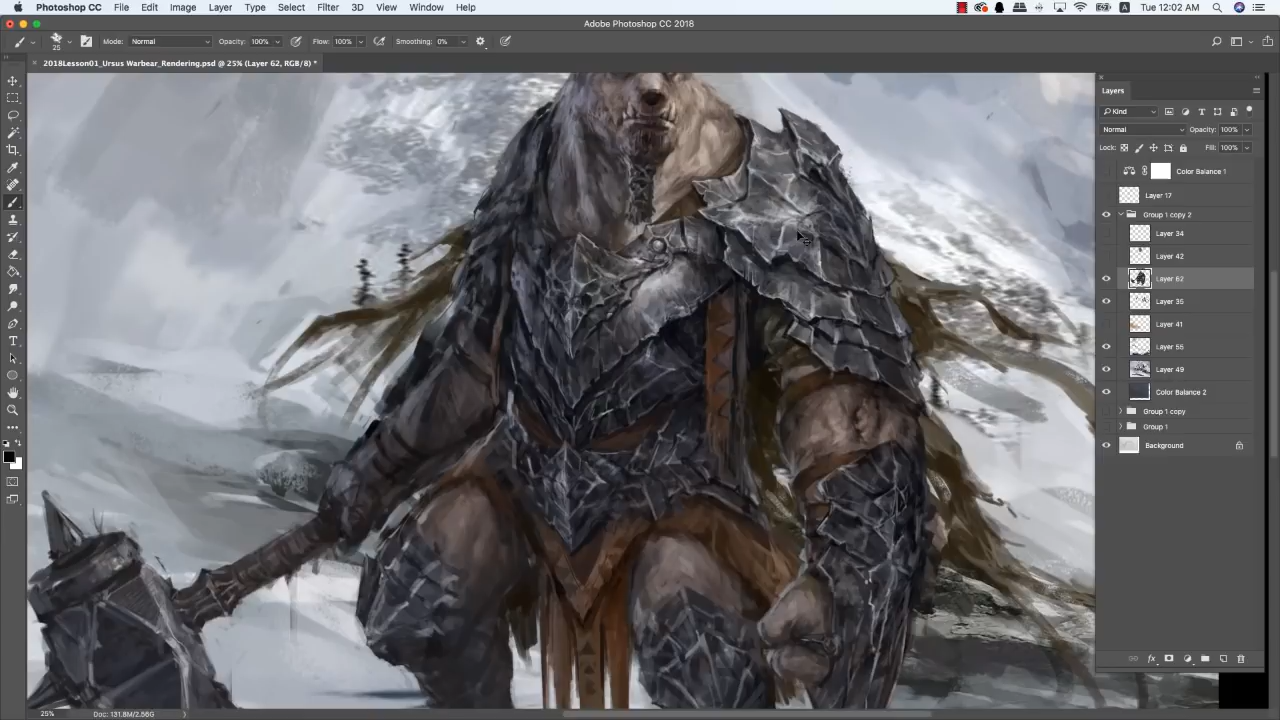 Photoshop CC File Edit Image Layer Type Select Filter 3D View Window Help Tue 12:02 AM
Adobe Photoshop CC 2018
25 Mode: Normal Opacity: 100% Flow: 100% Smoothing: 0%
2018Lesson01_Ursus Warbear_Rendering.psd @ 25% (Layer 62, RGB/8) *
Layers
Kind
Normal Opacity: 100%
Lock: Fill: 100%
Color Balance 1
Layer 17
Group 1 copy 2
Layer 34
Layer 42
Layer 62
Layer 35
Layer 41
Layer 55
Layer 49
Color Balance 2
Group 1 copy
Group 1
Background
fx
25% Doc: 131.8M/2.56G